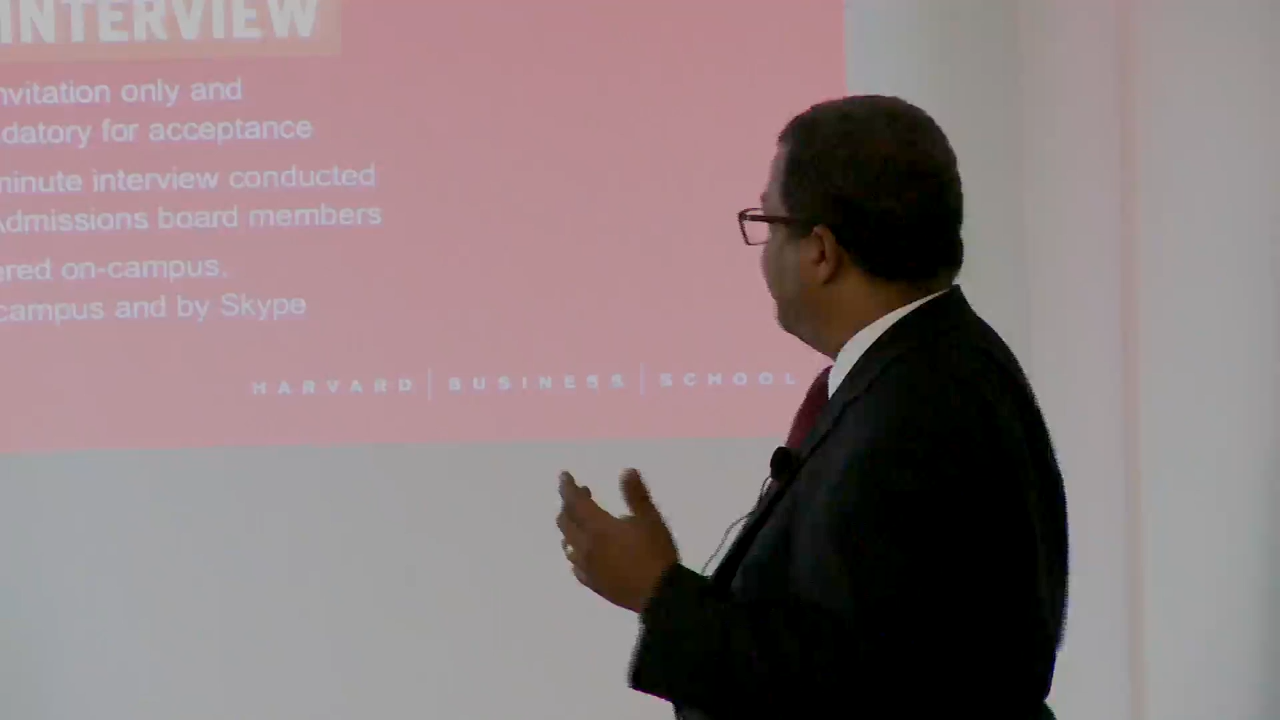 INTERVIEW
nvitation only and
datory for acceptance
minute interview conducted
Admissions board members
ered on-campus,
campus and by Skype
HARVARD | BUSINESS | SCHOOL